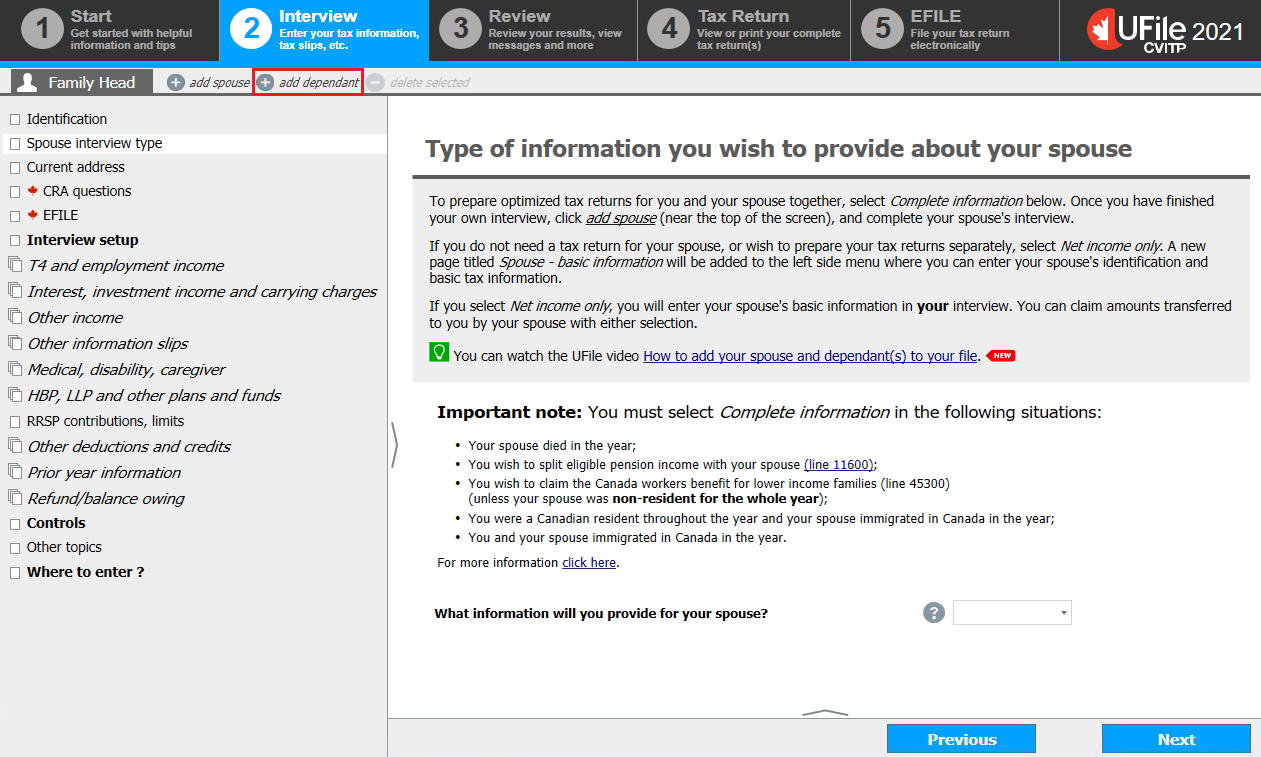 1 Start
Get started with helpful
information and tips
2 Interview
Enter your tax information,
tax slips, etc.
3 Review
Review your results, view
messages and more
4 Tax Return
View or print your complete
tax return(s)
5 EFILE
File your tax return
electronically
UFile 2021
CVITP
Family Head
add spouse
add dependant
delete selected
Identification
Spouse interview type
Current address
CRA questions
EFILE
Interview setup
T4 and employment income
Interest, investment income and carrying charges
Other income
Other information slips
Medical, disability, caregiver
HBP, LLP and other plans and funds
RRSP contributions, limits
Other deductions and credits
Prior year information
Refund/balance owing
Controls
Other topics
Where to enter ?
Type of information you wish to provide about your spouse
To prepare optimized tax returns for you and your spouse together, select Complete information below. Once you have finished
your own interview, click add spouse (near the top of the screen), and complete your spouse's interview.
If you do not need a tax return for your spouse, or wish to prepare your tax returns separately, select Net income only. A new
page titled Spouse - basic information will be added to the left side menu where you can enter your spouse's identification and
basic tax information.
If you select Net income only, you will enter your spouse's basic information in your interview. You can claim amounts transferred
to you by your spouse with either selection.
You can watch the UFile video How to add your spouse and dependant(s) to your file. NEW
Important note: You must select Complete information in the following situations:
• Your spouse died in the year;
• You wish to split eligible pension income with your spouse (line 11600);
• You wish to claim the Canada workers benefit for lower income families (line 45300)
(unless your spouse was non-resident for the whole year);
• You were a Canadian resident throughout the year and your spouse immigrated in Canada in the year;
• You and your spouse immigrated in Canada in the year.
For more information click here.
What information will you provide for your spouse? ?
Previous
Next